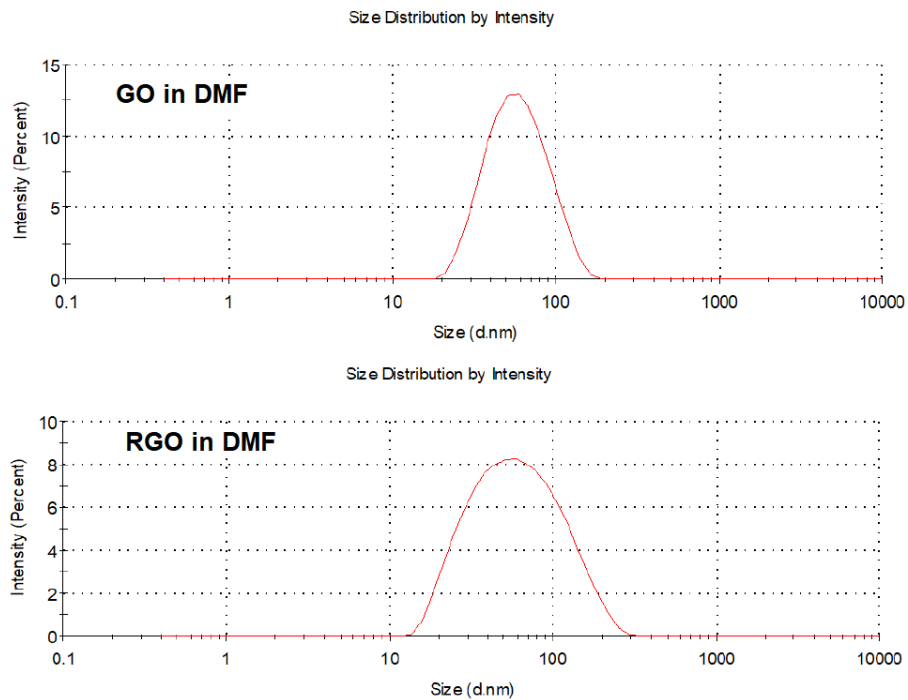 Size Distribution by Intensity
15
GO in DMF
10
5
0
Intensity (Percent)
0.1 1 10 100 1000 10000
Size (d.nm)
Size Distribution by Intensity
10
RGO in DMF
8
6
4
2
0
Intensity (Percent)
0.1 1 10 100 1000 10000
Size (d.nm)